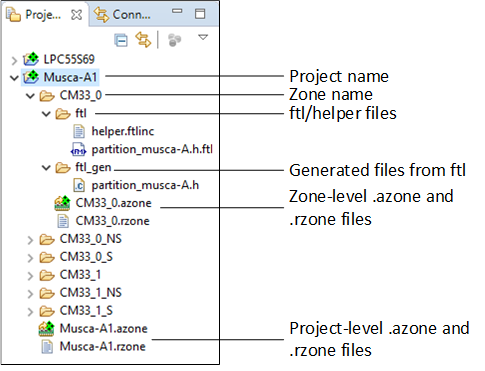 Proje...
Conn...
LPC55S69
Musca-A1
Project name
CM33_0
Zone name
ftl
ftl/helper files
helper.ftlinc
partition_musca-A.h.ftl
ftl_gen
Generated files from ftl
partition_musca-A.h
CM33_0.azone
Zone-level .azone and
.rzone files
CM33_0.rzone
CM33_0_NS
CM33_0_S
CM33_1
CM33_1_NS
CM33_1_S
Musca-A1.azone
Project-level .azone and
.rzone files
Musca-A1.rzone